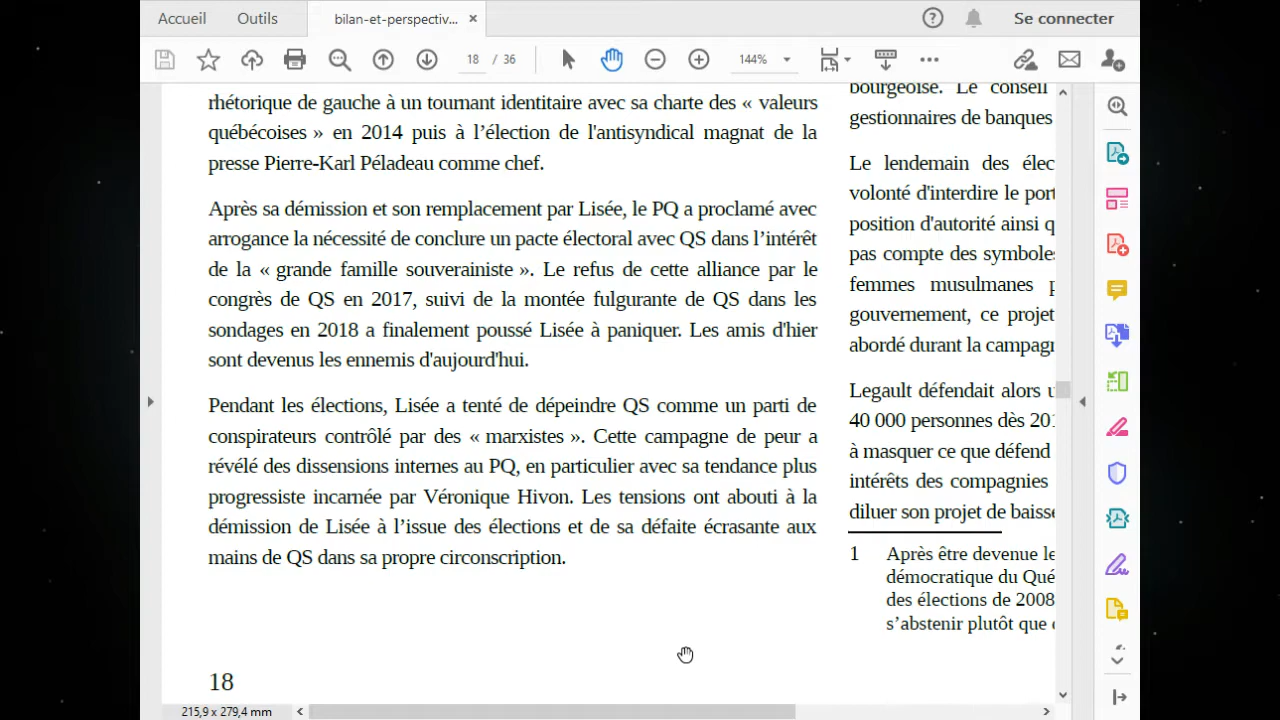 Accueil
Outils
bilan-et-perspectiv...
Se connecter
18 / 36
144%
rhétorique de gauche à un tournant identitaire avec sa charte des « valeurs
québécoises » en 2014 puis à l’élection de l'antisyndical magnat de la
presse Pierre-Karl Péladeau comme chef.
Après sa démission et son remplacement par Lisée, le PQ a proclamé avec
arrogance la nécessité de conclure un pacte électoral avec QS dans l’intérêt
de la « grande famille souverainiste ». Le refus de cette alliance par le
congrès de QS en 2017, suivi de la montée fulgurante de QS dans les
sondages en 2018 a finalement poussé Lisée à paniquer. Les amis d'hier
sont devenus les ennemis d'aujourd'hui.
Pendant les élections, Lisée a tenté de dépeindre QS comme un parti de
conspirateurs contrôlé par des « marxistes ». Cette campagne de peur a
révélé des dissensions internes au PQ, en particulier avec sa tendance plus
progressiste incarnée par Véronique Hivon. Les tensions ont abouti à la
démission de Lisée à l’issue des élections et de sa défaite écrasante aux
mains de QS dans sa propre circonscription.
18
bourgeoise. Le conseil
gestionnaires de banques
Le lendemain des élec
volonté d'interdire le port
position d'autorité ainsi q
pas compte des symboles
femmes musulmanes p
gouvernement, ce projet
abordé durant la campagn
Legault défendait alors u
40 000 personnes dès 201
à masquer ce que défend
intérêts des compagnies
diluer son projet de baisse
1 Après être devenue le
démocratique du Qué
des élections de 2008
s’abstenir plutôt que d
215,9 x 279,4 mm